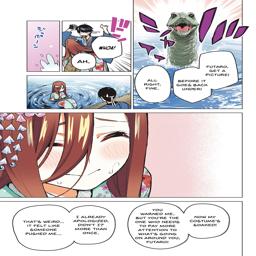 FUTARO,
GET A
PICTURE!
BEFORE IT
GOES BACK
UNDER!
ALL
RIGHT,
FINE.
WHOA!
AH.
NOW MY
COSTUME'S
SOAKED!
YOU
WARNED ME,
BUT YOU'RE THE
ONE WHO NEEDS
TO PAY MORE
ATTENTION TO
WHAT'S GOING
ON AROUND YOU,
FUTARO!
I ALREADY
APOLOGIZED,
DIDN'T I?
MORE THAN
ONCE.
THAT'S WEIRD...
IT FELT LIKE
SOMEONE
PUSHED ME...